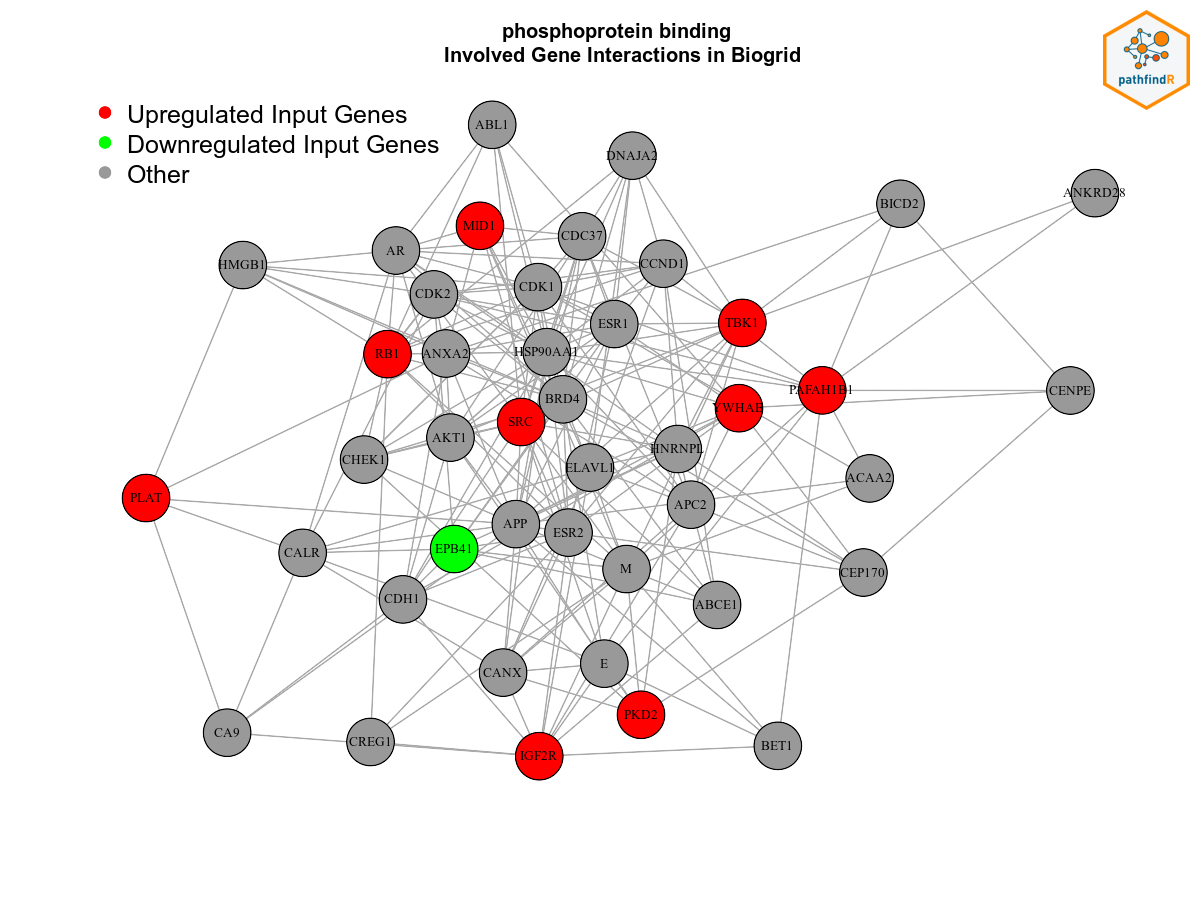 phosphoprotein binding
Involved Gene Interactions in Biogrid
pathfindR
Upregulated Input Genes
Downregulated Input Genes
Other
ABL1
DNAJA2
ANKRD28
BICD2
MID1
CDC37
AR
HMGB1
CCND1
CDK1
CDK2
ESR1
TBK1
RB1
ANXA2
HSP90AA1
PAFAH1B1
CENPE
BRD4
YWHAH
SRC
AKT1
HNRNPL
CHEK1
ELAVL1
ACAA2
PLAT
APC2
APP
ESR2
EPB41
CALR
M
CEP170
CDH1
ABCE1
E
CANX
PKD2
CA9
CREG1
BET1
IGF2R